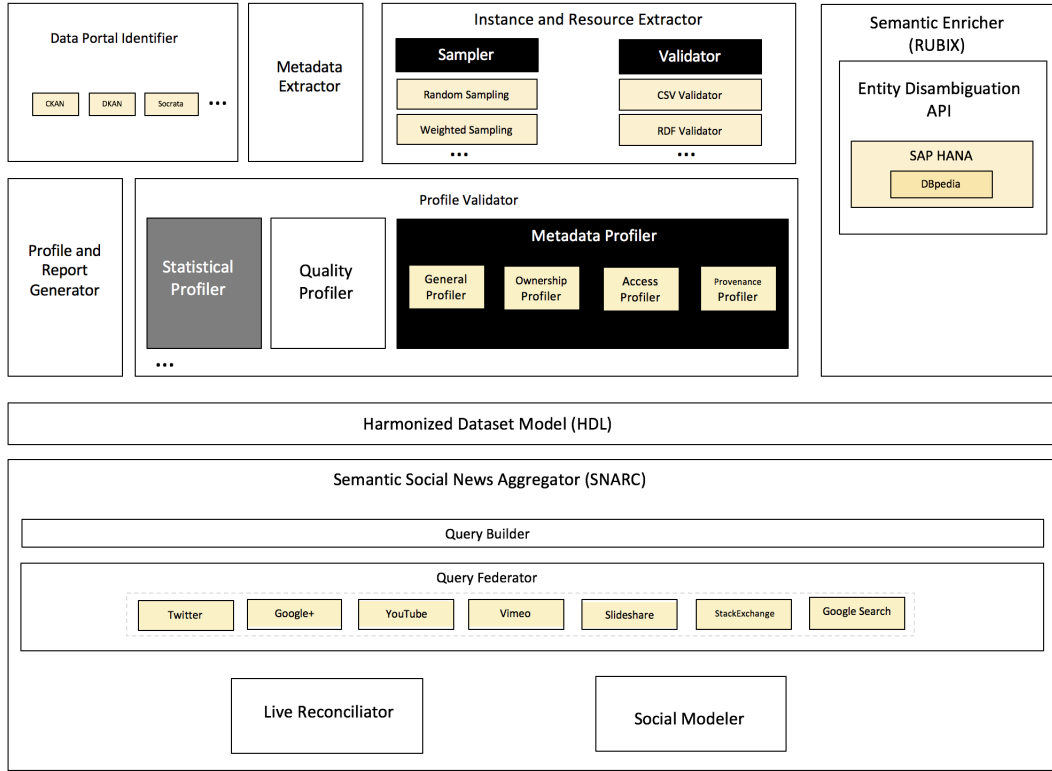 Data Portal Identifier
CKAN
DKAN
Socrata
...
Metadata
Extractor
Instance and Resource Extractor
Sampler
Random Sampling
Weighted Sampling
...
Validator
CSV Validator
RDF Validator
...
Semantic Enricher
(RUBIX)
Entity Disambiguation
API
SAP HANA
DBpedia
Profile and
Report
Generator
Profile Validator
Statistical
Profiler
Quality
Profiler
Metadata Profiler
General
Profiler
Ownership
Profiler
Access
Profiler
Provenance
Profiler
...
Harmonized Dataset Model (HDL)
Semantic Social News Aggregator (SNARC)
Query Builder
Query Federator
Twitter
Google+
YouTube
Vimeo
Slideshare
StackExchange
Google Search
Live Reconciliator
Social Modeler